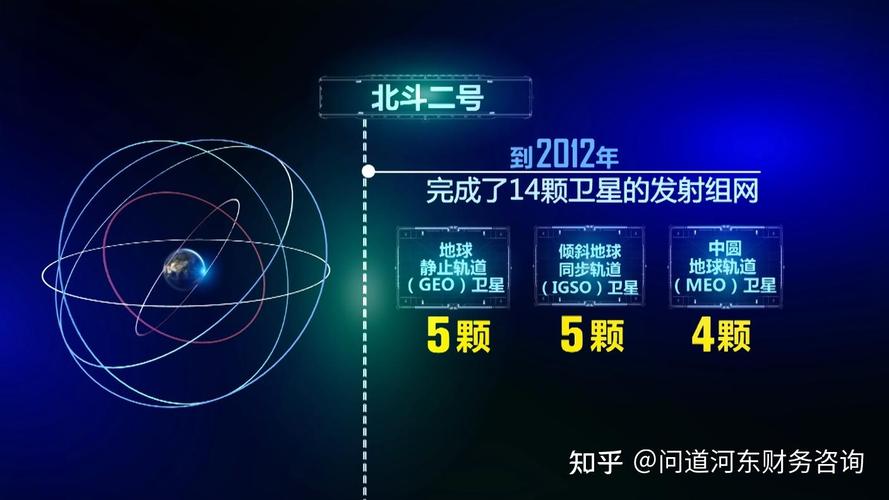 北斗二号
到2012年
完成了14颗卫星的发射组网
地球
静止轨道
（GEO）卫星
5颗
倾斜地球
同步轨道
（IGSO）卫星
5颗
中圆
地球轨道
（MEO）卫星
4颗
知乎 @问道河东财务咨询